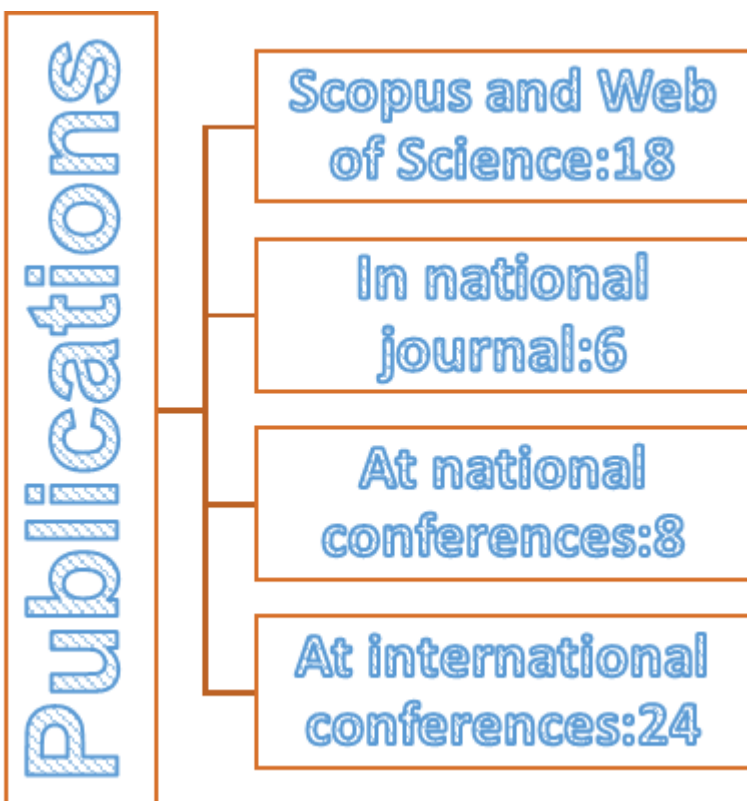 Publications
Scopus and Web
of Science:18
In national
journal:6
At national
conferences:8
At international
conferences:24